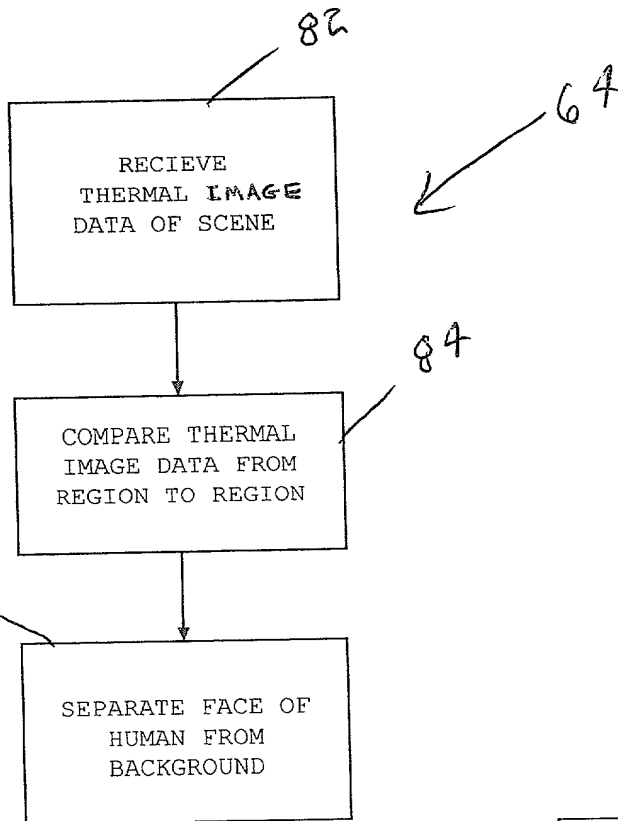 82
64
RECIEVE
THERMAL IMAGE
DATA OF SCENE
84
COMPARE THERMAL
IMAGE DATA FROM
REGION TO REGION
SEPARATE FACE OF
HUMAN FROM
BACKGROUND